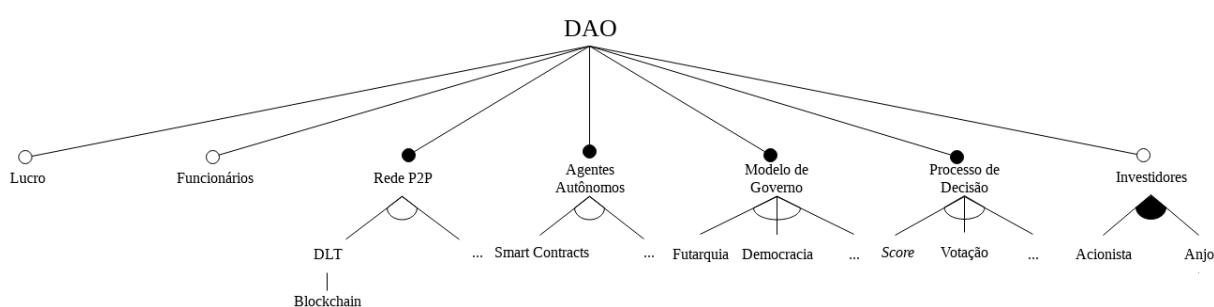 DAO
Lucro
Funcionários
Rede P2P
Agentes
Autônomos
Modelo de
Governo
Processo de
Decisão
Investidores
DLT
...
Smart Contracts
...
Futarquia
Democracia
...
Score
Votação
...
Acionista
Anjo
Blockchain